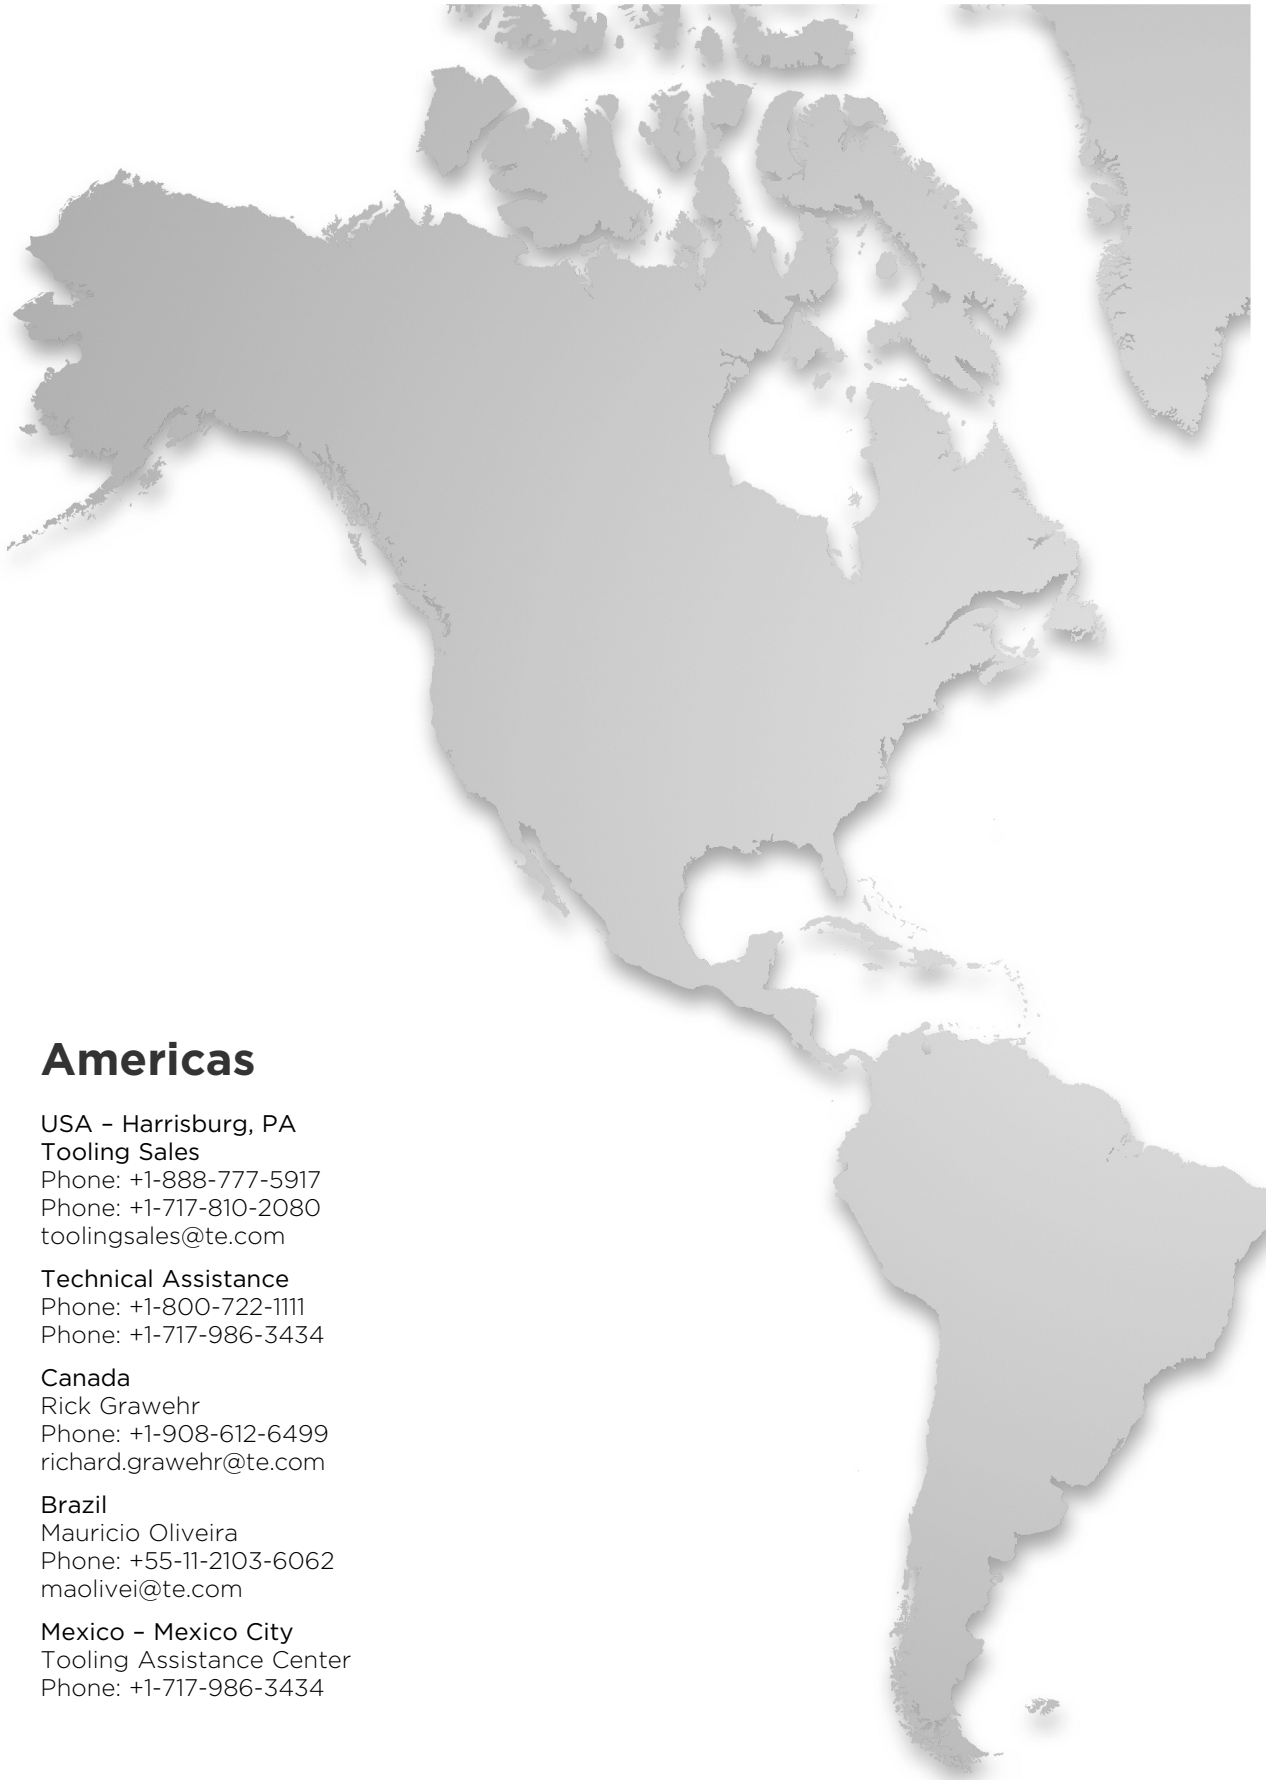 Americas
USA – Harrisburg, PA
Tooling Sales
Phone: +1-888-777-5917
Phone: +1-717-810-2080
toolingsales@te.com
Technical Assistance
Phone: +1-800-722-1111
Phone: +1-717-986-3434
Canada
Rick Grawehr
Phone: +1-908-612-6499
richard.grawehr@te.com
Brazil
Mauricio Oliveira
Phone: +55-11-2103-6062
maolivei@te.com
Mexico – Mexico City
Tooling Assistance Center
Phone: +1-717-986-3434